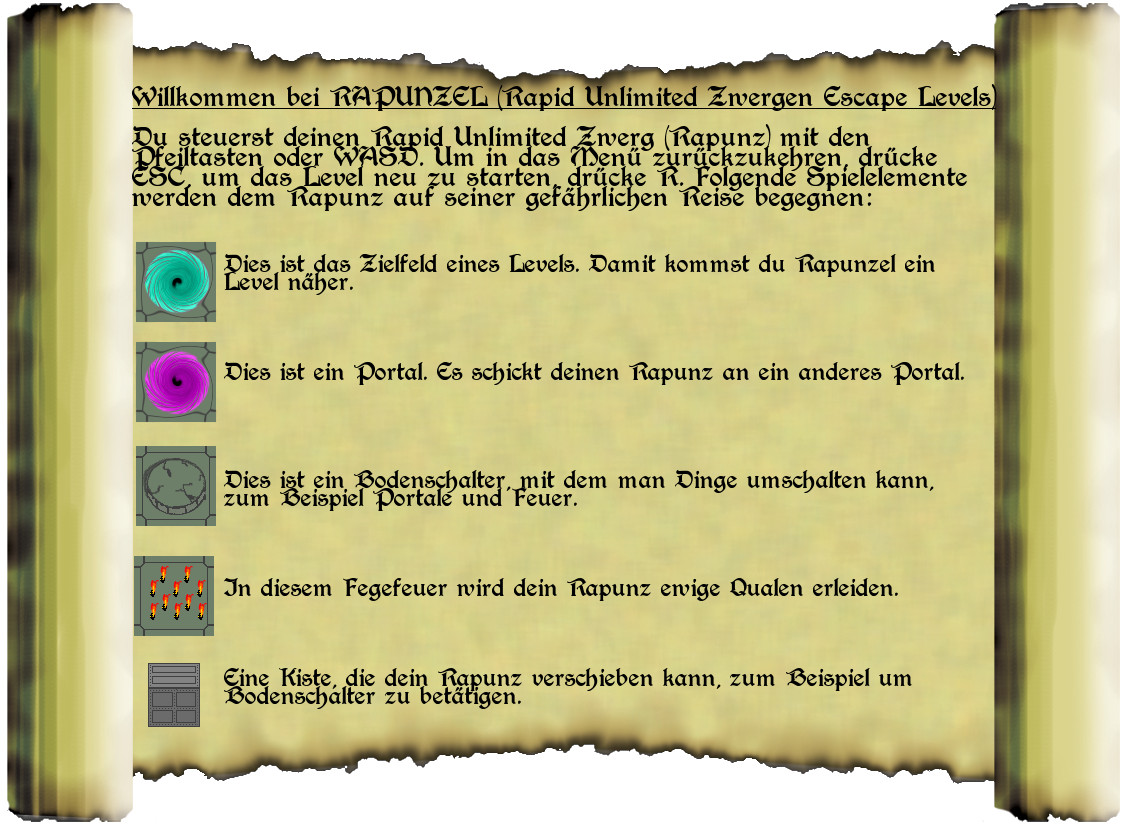 Willkommen bei RAPUNZEL (Rapid Unlimited Zwergen Escape Levels)
Du steuerst deinen Rapid Unlimited Zwerg (Rapunz) mit den
Pfeiltasten oder WASD. Um in das Menü zurückzukehren, drücke
ESC, um das Level neu zu starten, drücke R. Folgende Spielelemente
werden dem Rapunz auf seiner gefährlichen Reise begegnen:
Dies ist das Zielfeld eines Levels. Damit kommst du Rapunzel ein
Level näher.
Dies ist ein Portal. Es schickt deinen Rapunz an ein anderes Portal.
Dies ist ein Bodenschalter, mit dem man Dinge umschalten kann,
zum Beispiel Portale und Feuer.
In diesem Fegefeuer wird dein Rapunz ewige Qualen erleiden.
Eine Kiste, die dein Rapunz verschieben kann, zum Beispiel um
Bodenschalter zu betätigen.